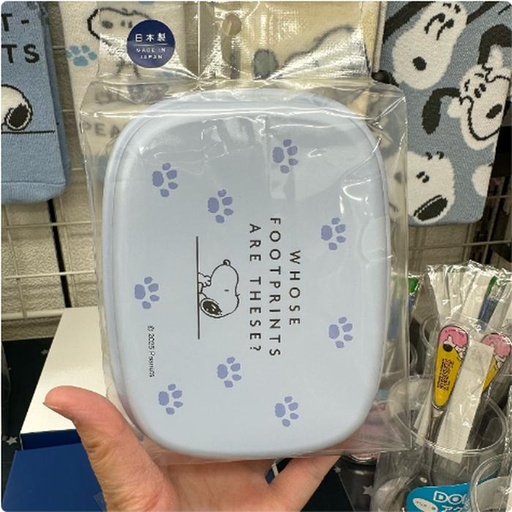 日本製
MADE IN
JAPAN
WHOSE
FOOTPRINTS
ARE THESE?
© 2025 Peanuts